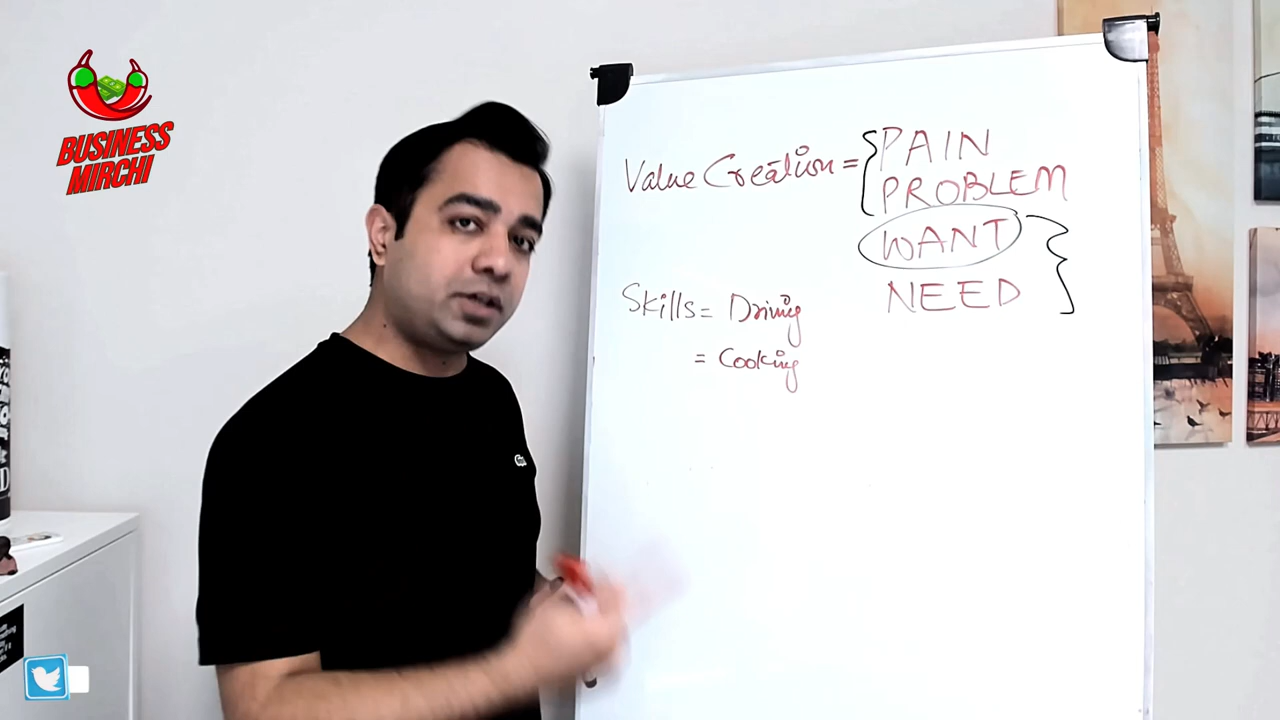 BUSINESS
MIRCHI
Value Creation = { PAIN
PROBLEM
WANT
NEED }
Skills = Driving
= Cooking